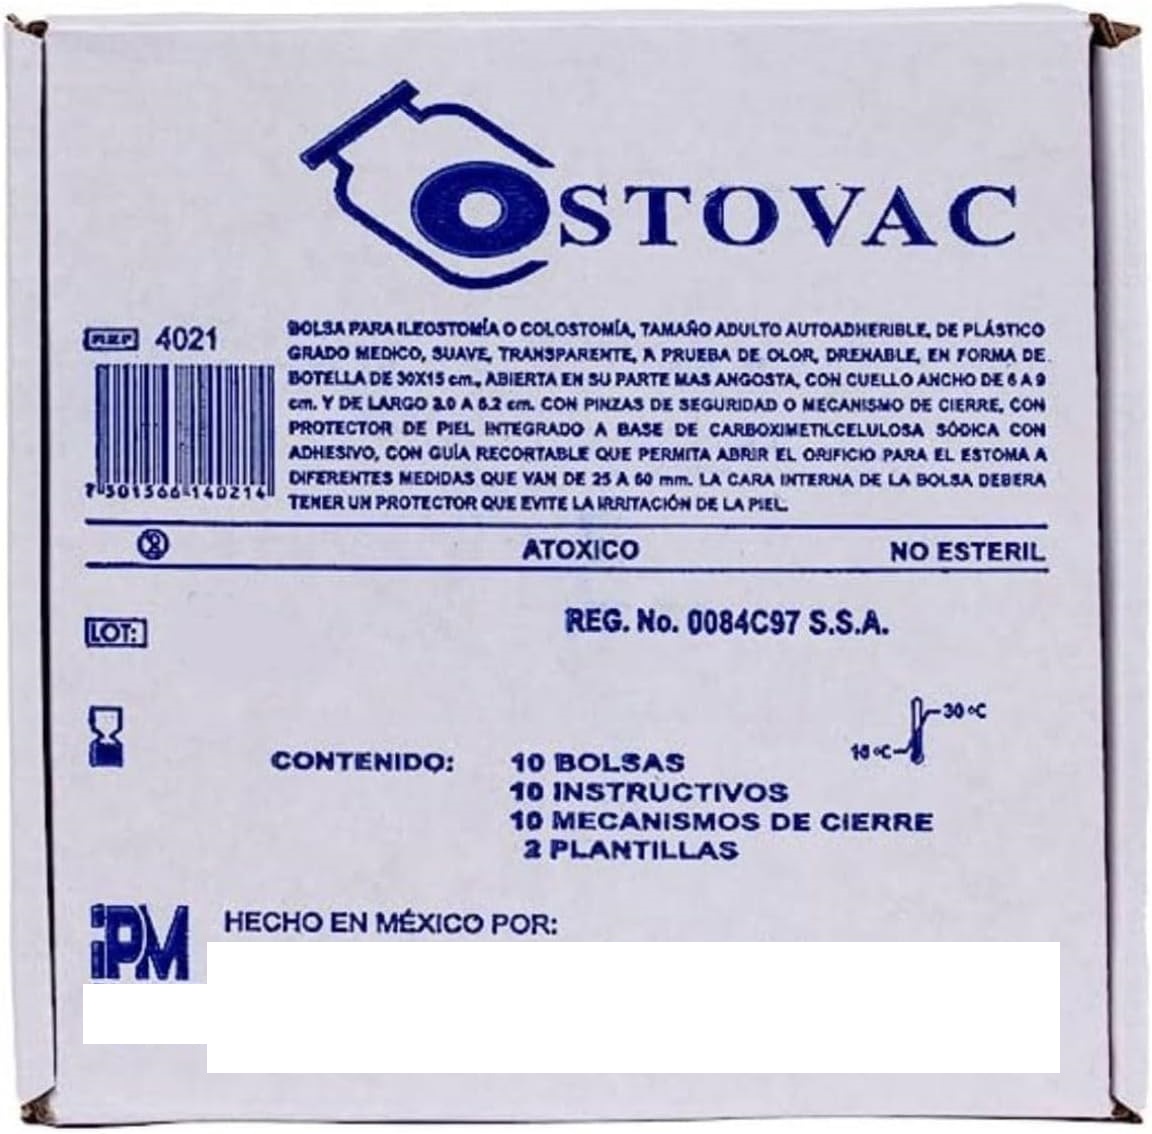 OSTOVAC
REF 4021
BOLSA PARA ILEOSTOMÍA O COLOSTOMÍA, TAMAÑO ADULTO AUTOADHERIBLE, DE PLÁSTICO
GRADO MEDICO, SUAVE, TRANSPARENTE, A PRUEBA DE OLOR, DRENABLE, EN FORMA DE
BOTELLA DE 30X15 cm., ABIERTA EN SU PARTE MAS ANGOSTA, CON CUELLO ANCHO DE 6 A 9
cm. Y DE LARGO 3.0 A 6.2 cm. CON PINZAS DE SEGURIDAD O MECANISMO DE CIERRE, CON
PROTECTOR DE PIEL INTEGRADO A BASE DE CARBOXIMETILCELULOSA SÓDICA CON
ADHESIVO, CON GUÍA RECORTABLE QUE PERMITA ABRIR EL ORIFICIO PARA EL ESTOMA A
DIFERENTES MEDIDAS QUE VAN DE 25 A 60 mm. LA CARA INTERNA DE LA BOLSA DEBERA
TENER UN PROTECTOR QUE EVITE LA IRRITACIÓN DE LA PIEL.
7 501566 140214
2 ATOXICO NO ESTERIL
REG. No. 0084C97 S.S.A.
LOT:
30 °C
10 °C
CONTENIDO: 10 BOLSAS
10 INSTRUCTIVOS
10 MECANISMOS DE CIERRE
2 PLANTILLAS
iPM
HECHO EN MÉXICO POR: